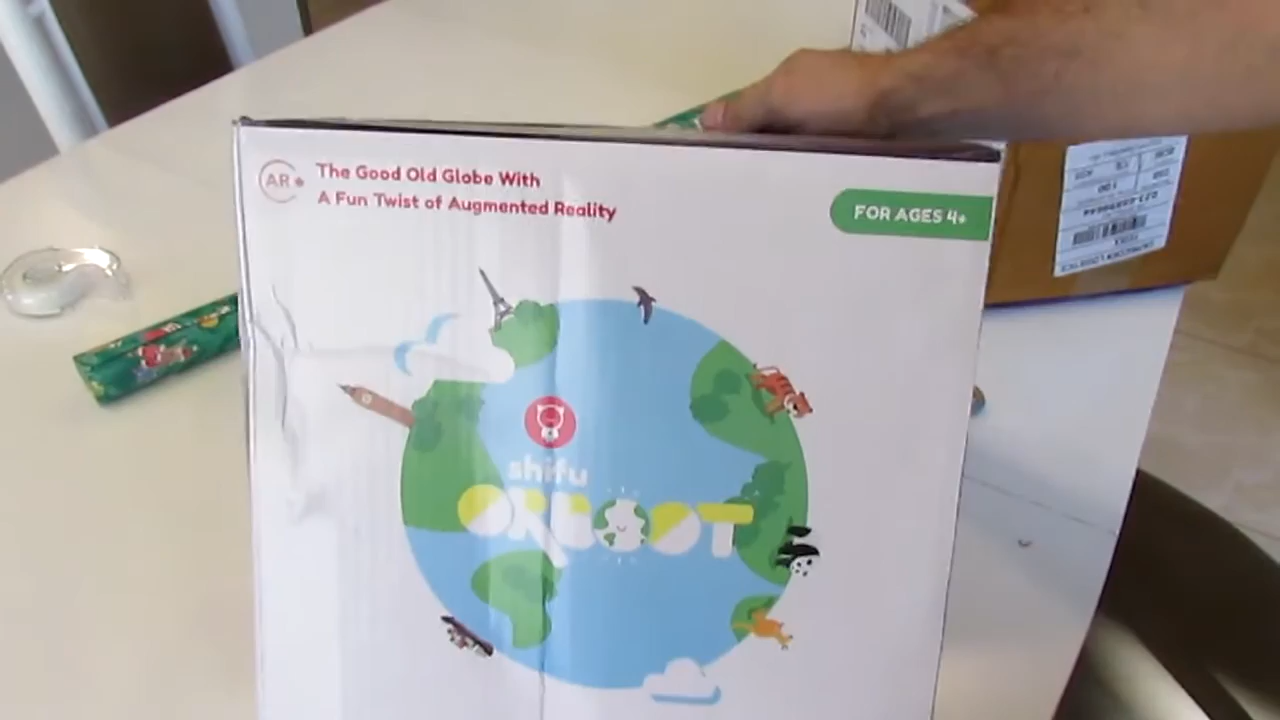 AR+
The Good Old Globe With
A Fun Twist of Augmented Reality
FOR AGES 4+
shifu
ORBOOT